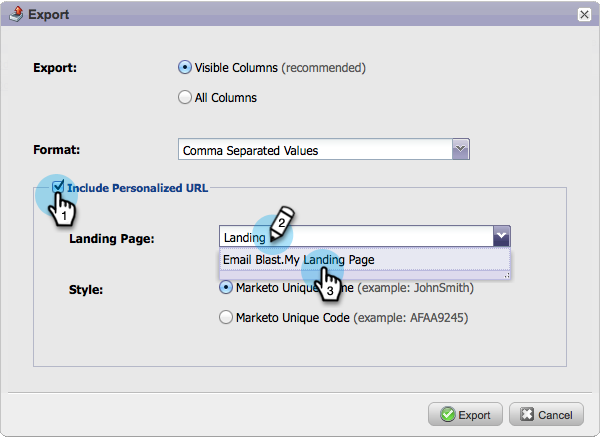 Export
Export:
Visible Columns (recommended)
All Columns
Format:
Comma Separated Values
Include Personalized URL
1
2
Landing Page:
Landing
Email Blast.My Landing Page
3
Style:
Marketo Unique (example: JohnSmith)
Marketo Unique Code (example: AFAA9245)
Export
Cancel